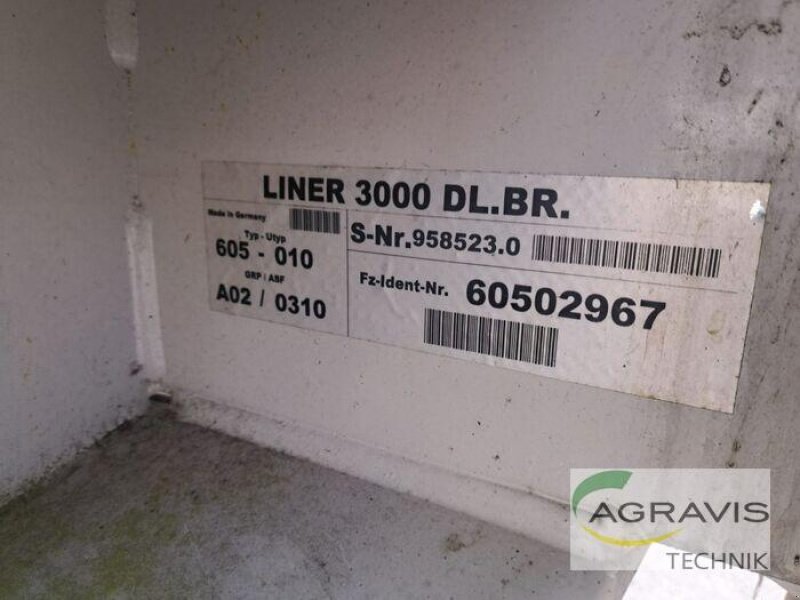 LINER 3000 DL.BR.
Made in Germany
Typ - Utyp
605 - 010
GRP / ABF
A02 / 0310
S-Nr.958523.0
Fz-Ident-Nr. 60502967
AGRAVIS
TECHNIK